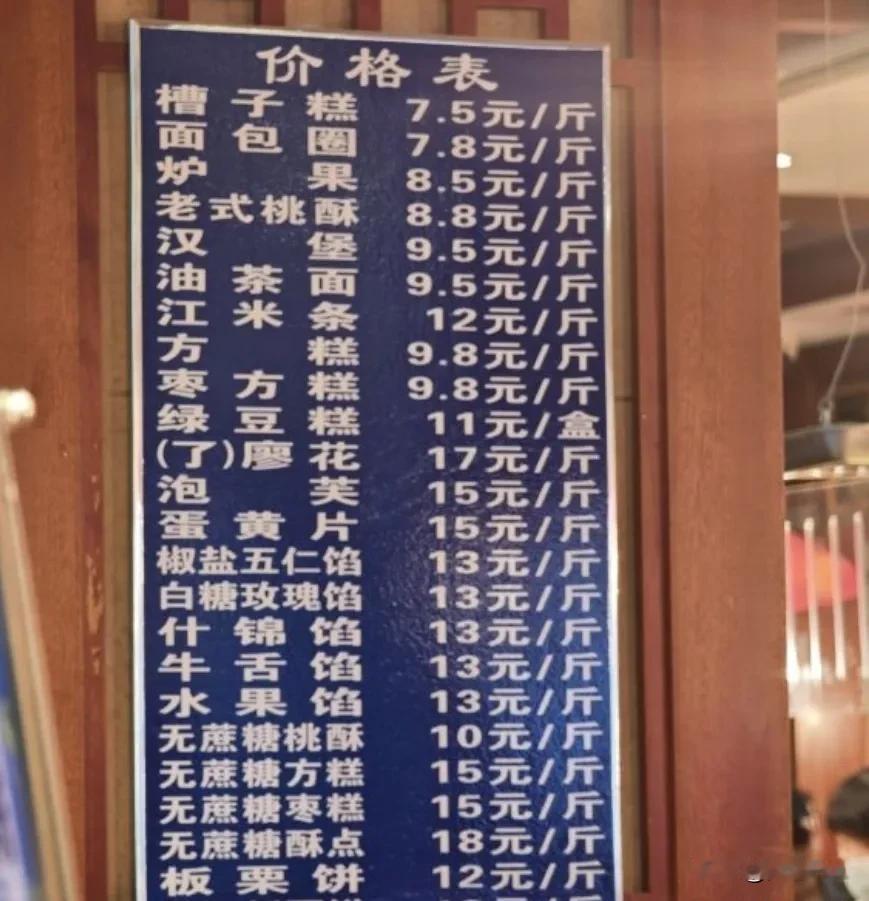 价格表
槽子糕 7.5元/斤
面包圈 7.8元/斤
炉果 8.5元/斤
老式桃酥 8.8元/斤
汉堡 9.5元/斤
油茶面 9.5元/斤
江米条 12元/斤
方糕 9.8元/斤
枣方糕 9.8元/斤
绿豆糕 11元/盒
(了)廖花 17元/斤
泡芙 15元/斤
蛋黄片 15元/斤
椒盐五仁馅 13元/斤
白糖玫瑰馅 13元/斤
什锦馅 13元/斤
牛舌馅 13元/斤
水果馅 13元/斤
无蔗糖桃酥 10元/斤
无蔗糖方糕 15元/斤
无蔗糖枣糕 15元/斤
无蔗糖酥点 18元/斤
板栗饼 12元/斤